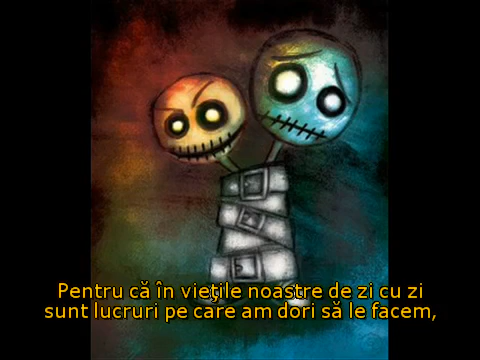 Pentru că în vieţile noastre de zi cu zi
sunt lucruri pe care am dori să le facem,